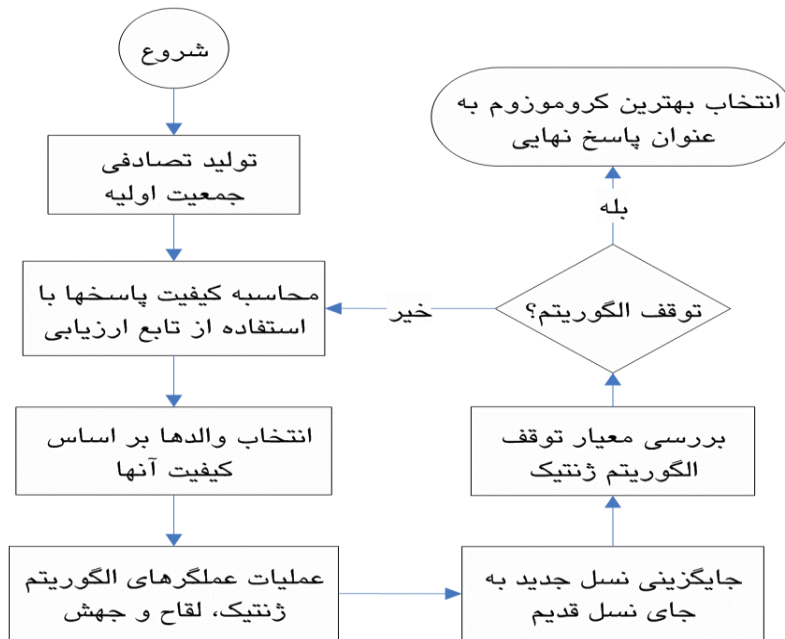 شروع
تولید تصادفی
جمعیت اولیه
محاسبه کیفیت پاسخها با
استفاده از تابع ارزیابی
انتخاب والدها بر اساس
کیفیت آنها
عملیات عملگرهای الگوریتم
ژنتیک، لقاح و جهش
جایگزینی نسل جدید به
جای نسل قدیم
بررسی معیار توقف
الگوریتم ژنتیک
توقف الگوریتم؟
خیر
بله
انتخاب بهترین کروموزوم به
عنوان پاسخ نهایی